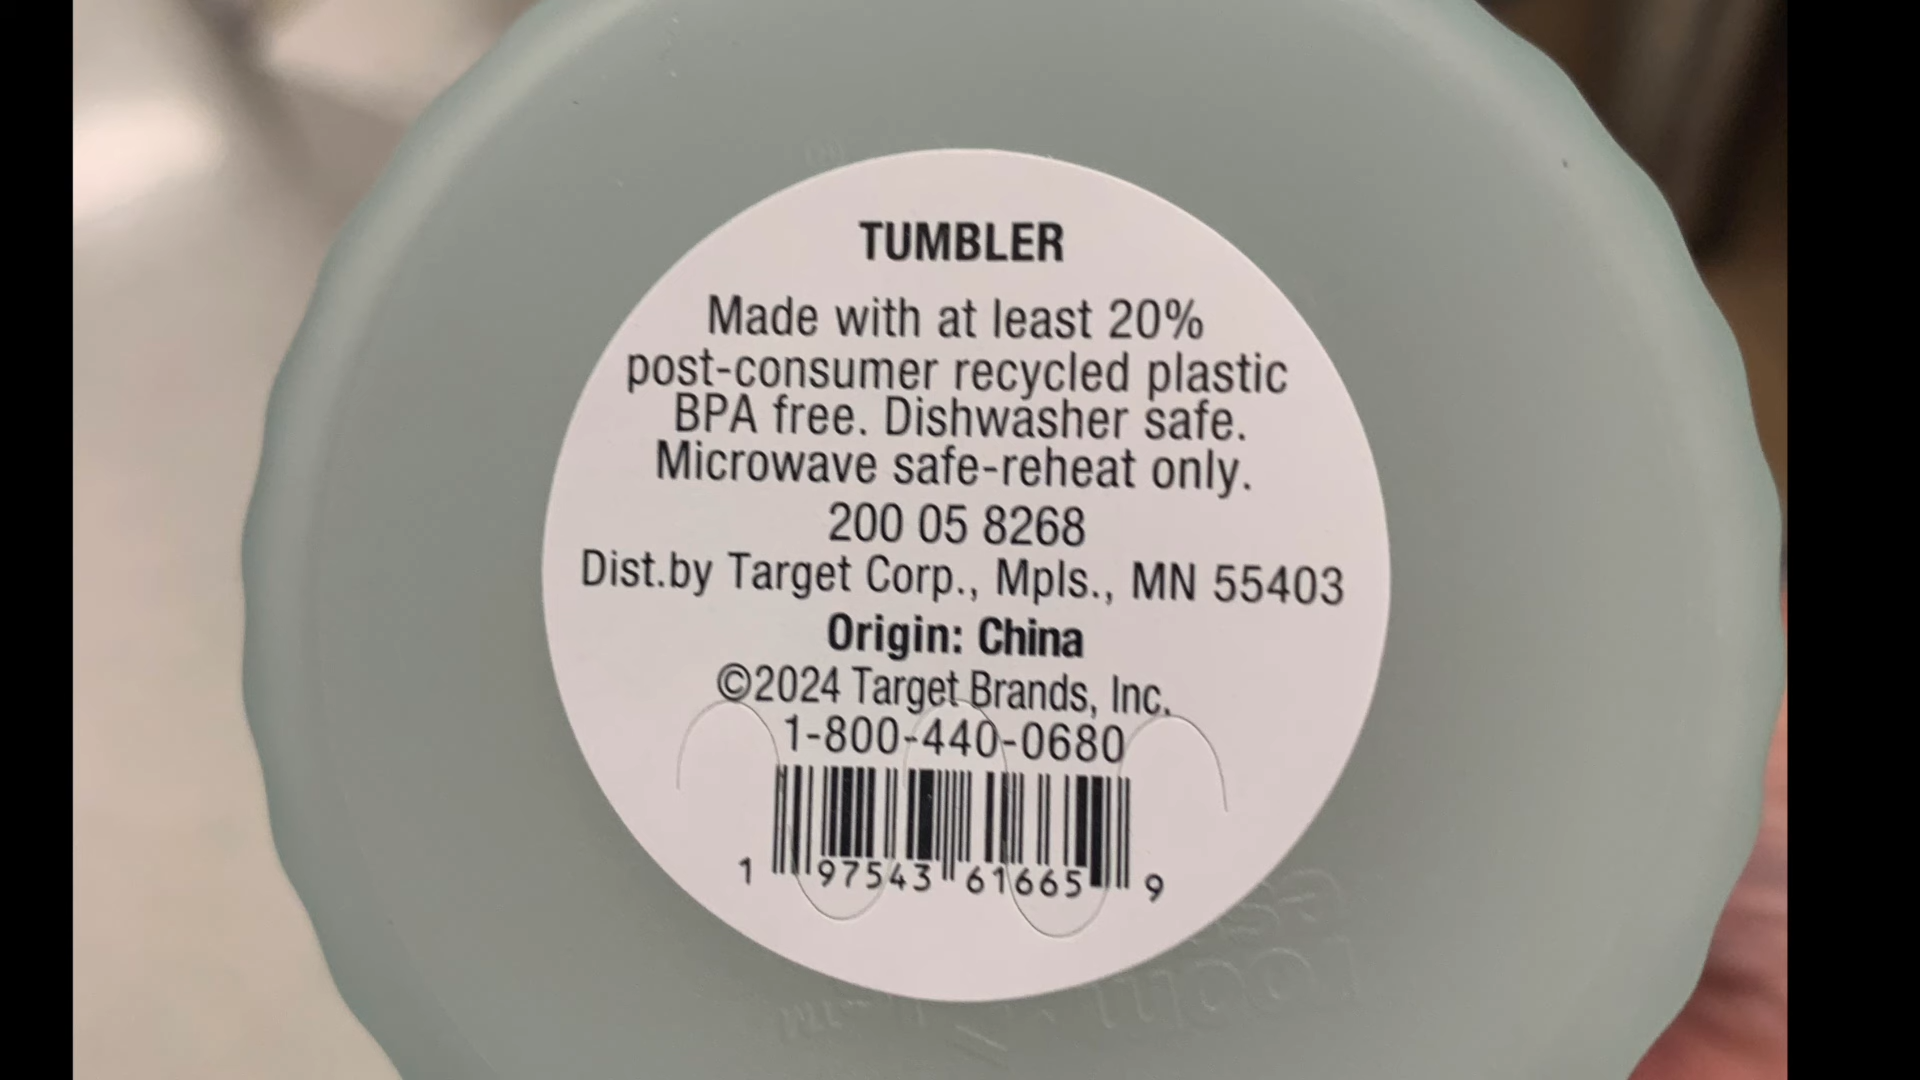 TUMBLER
Made with at least 20%
post-consumer recycled plastic
BPA free. Dishwasher safe.
Microwave safe-reheat only.
200 05 8268
Dist.by Target Corp., Mpls., MN 55403
Origin: China
©2024 Target Brands, Inc.
1-800-440-0680
1 97543 61665 9
room